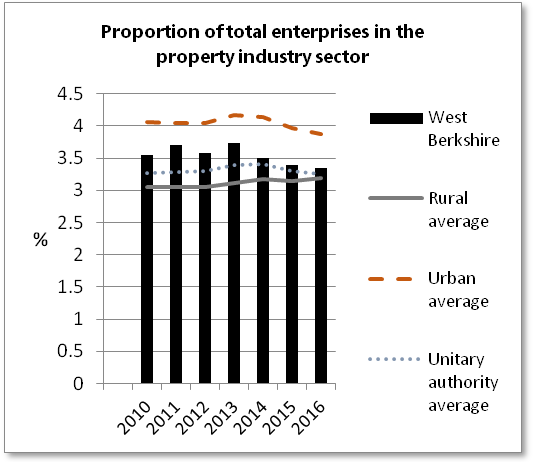 Proportion of total enterprises in the
property industry sector
4.5
4
3.5
3
2.5
2
1.5
1
0.5
0
%
2010
2011
2012
2013
2014
2015
2016
West
Berkshire
Rural
average
Urban
average
Unitary
authority
average